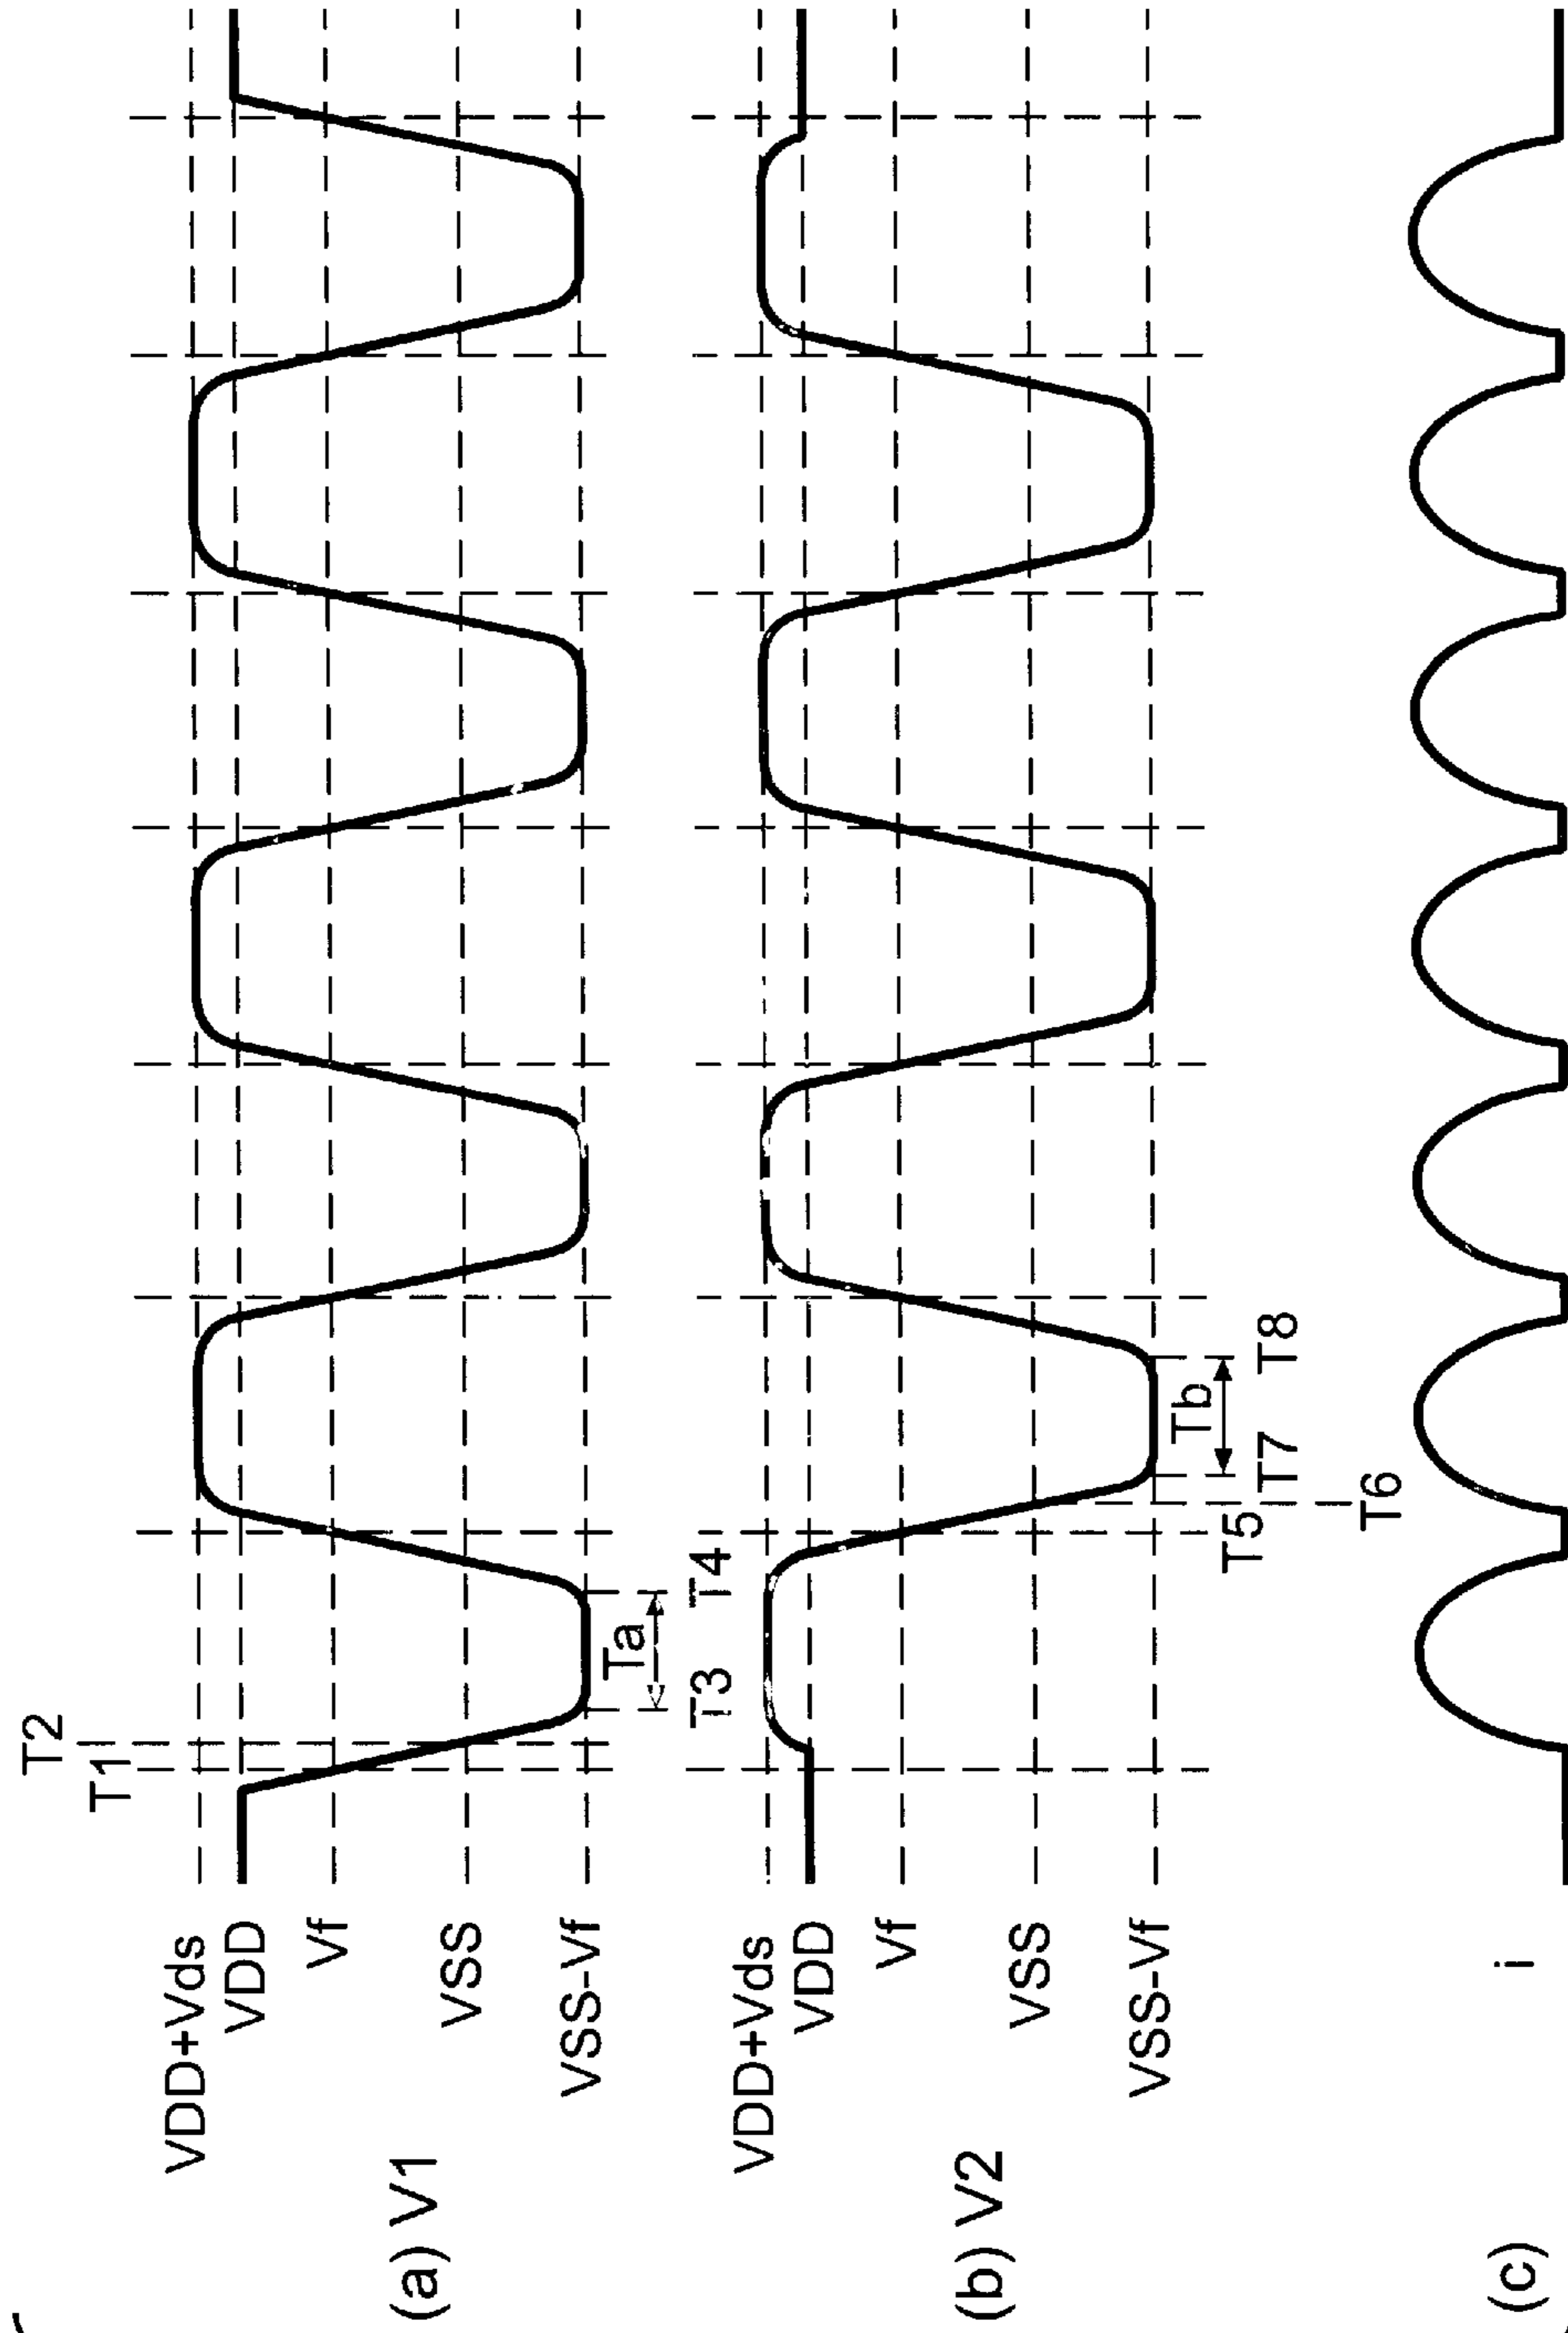 T2
T1
VDD+Vds
VDD
Vf
VSS
VSS-Vf
(a) V1
Ta
T3
T4
VDD+Vds
VDD
Vf
VSS
VSS-Vf
(b) V2
Tb
T5
T7
T8
T6
(c)
i